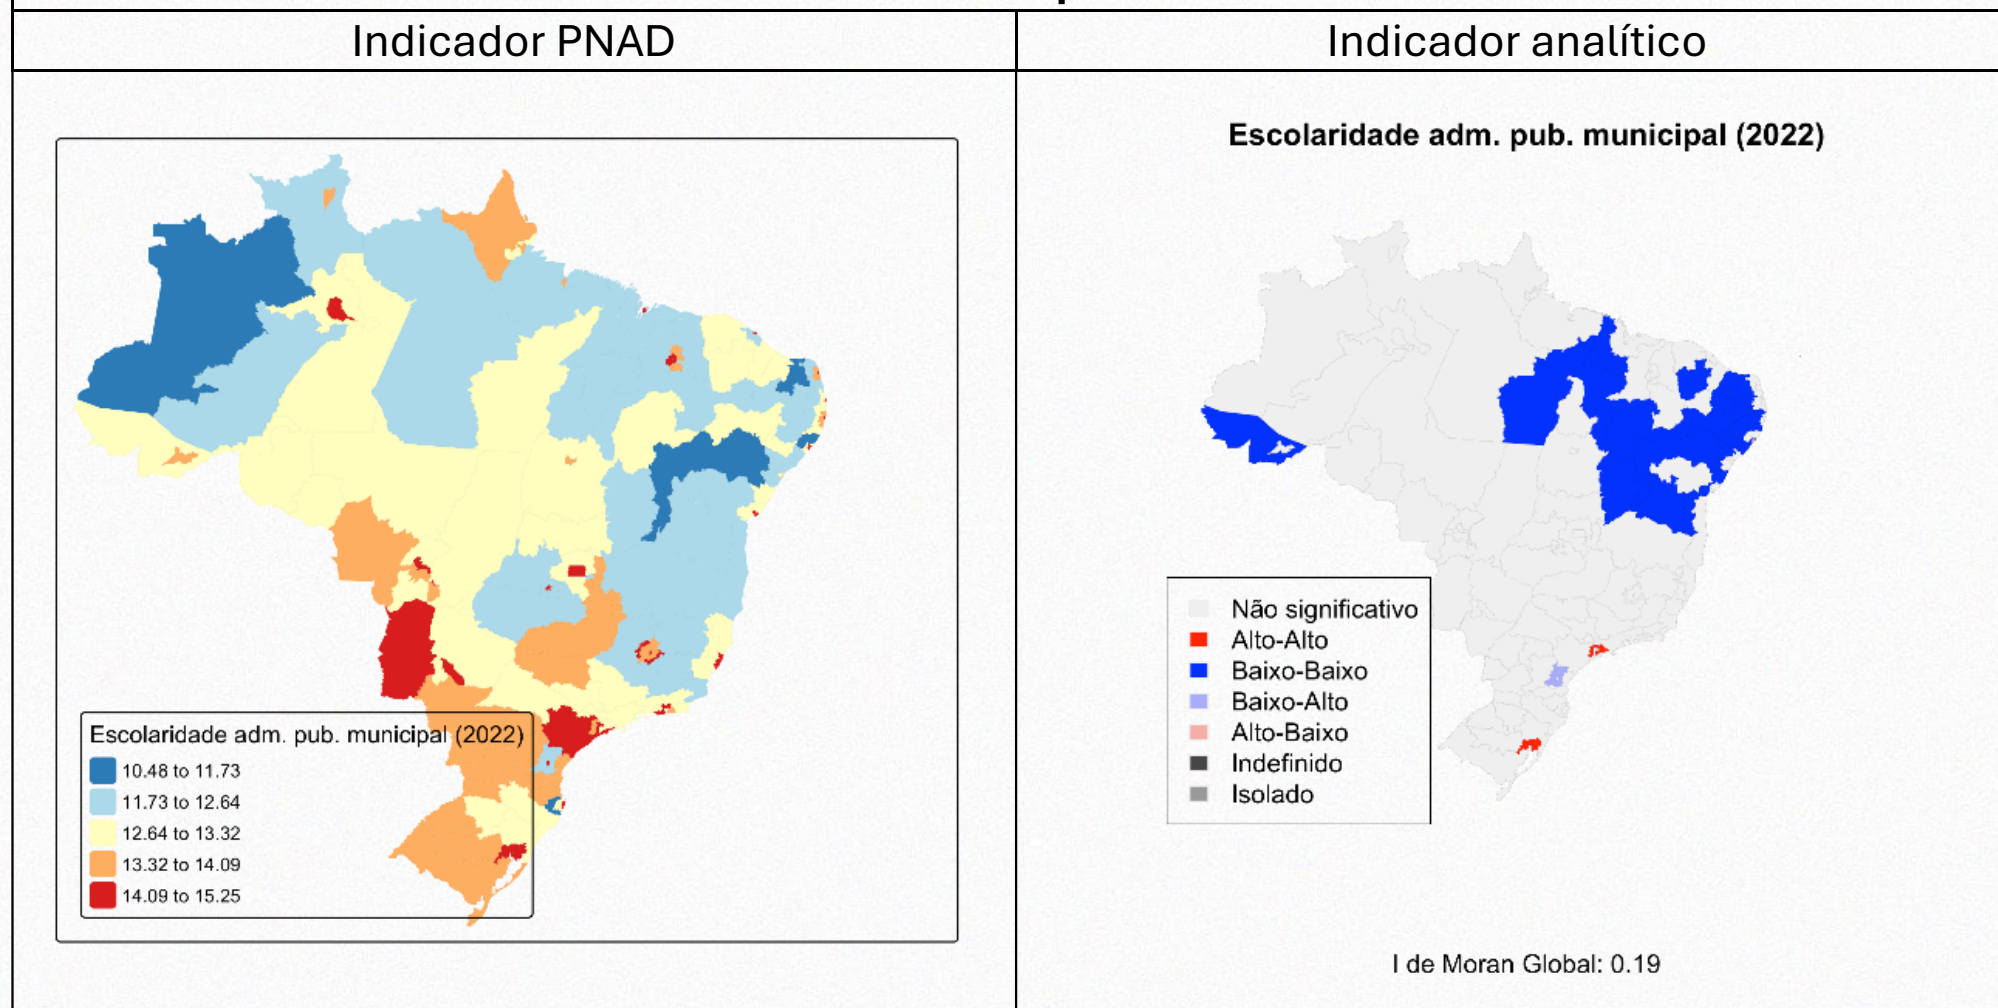 Indicador PNAD
Indicador analítico
Escolaridade adm. pub. municipal (2022)
10.48 to 11.73
11.73 to 12.64
12.64 to 13.32
13.32 to 14.09
14.09 to 15.25
Escolaridade adm. pub. municipal (2022)
Não significativo
Alto-Alto
Baixo-Baixo
Baixo-Alto
Alto-Baixo
Indefinido
Isolado
I de Moran Global: 0.19